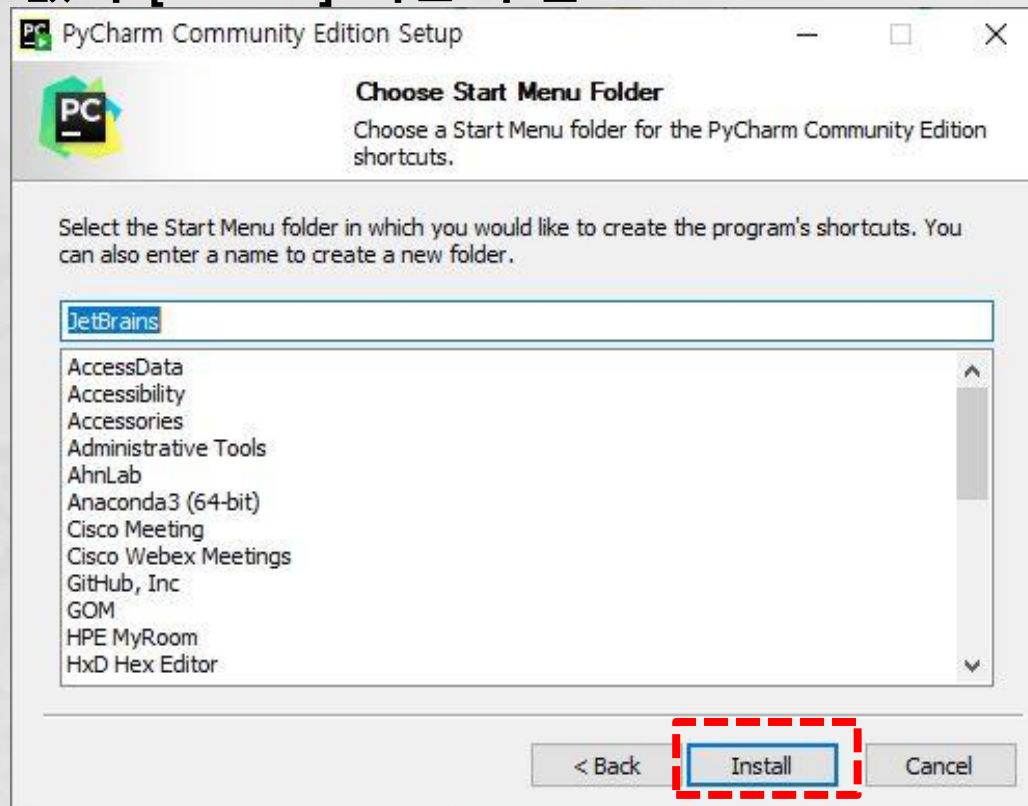 PC PyCharm Community Edition Setup
PC
Choose Start Menu Folder
Choose a Start Menu folder for the PyCharm Community Edition
shortcuts.
Select the Start Menu folder in which you would like to create the program's shortcuts. You
can also enter a name to create a new folder.
JetBrains
AccessData
Accessibility
Accessories
Administrative Tools
AhnLab
Anaconda3 (64-bit)
Cisco Meeting
Cisco Webex Meetings
GitHub, Inc
GOM
HPE MyRoom
HxD Hex Editor
< Back Install Cancel